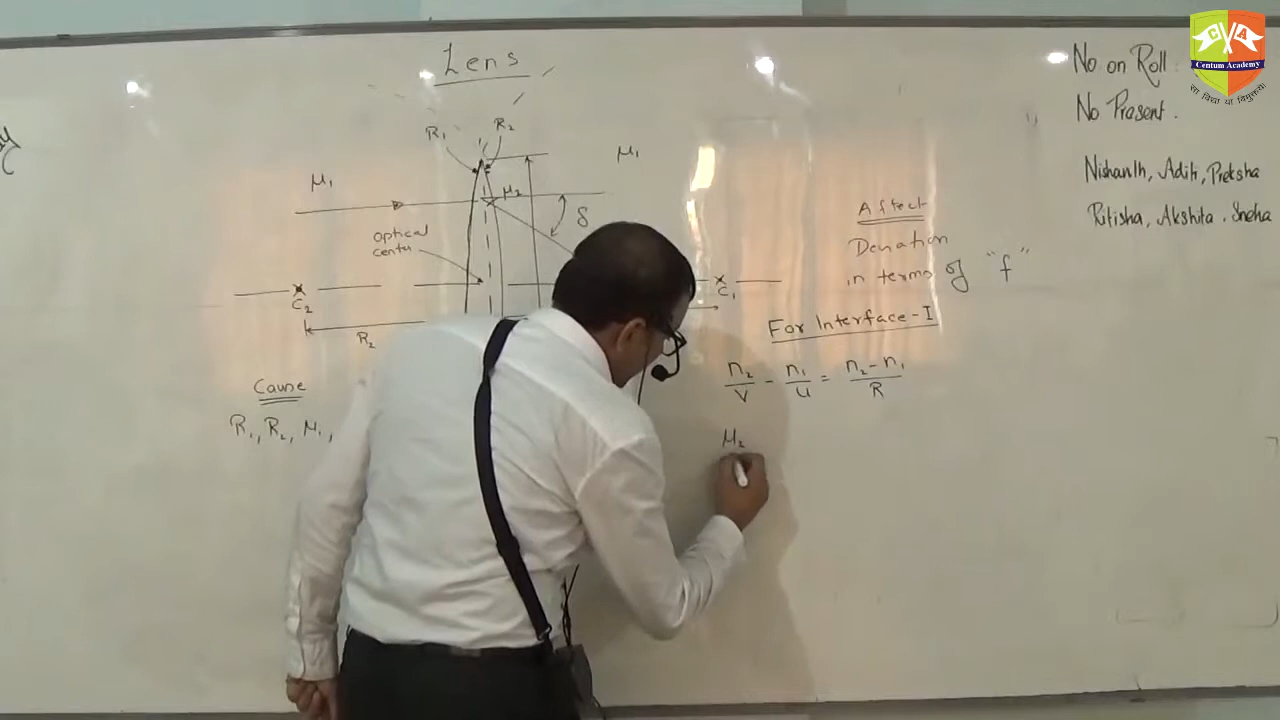 Lens
R₁ R₂
μ₁
μ₁
μ₂
δ
Optical
center
C₂
C₁
R₂
Cause
R₁, R₂, μ₁,
Affect
Deviation
in terms of "f"
For Interface-I
n₂/v - n₁/u = n₂-n₁/R
μ₂
No on Roll :
No Present .
Nishanth, Aditi, Preksha
Ritisha, Akshita . Sneha
C A
Centum Academy
सा विद्या या विमुक्तये